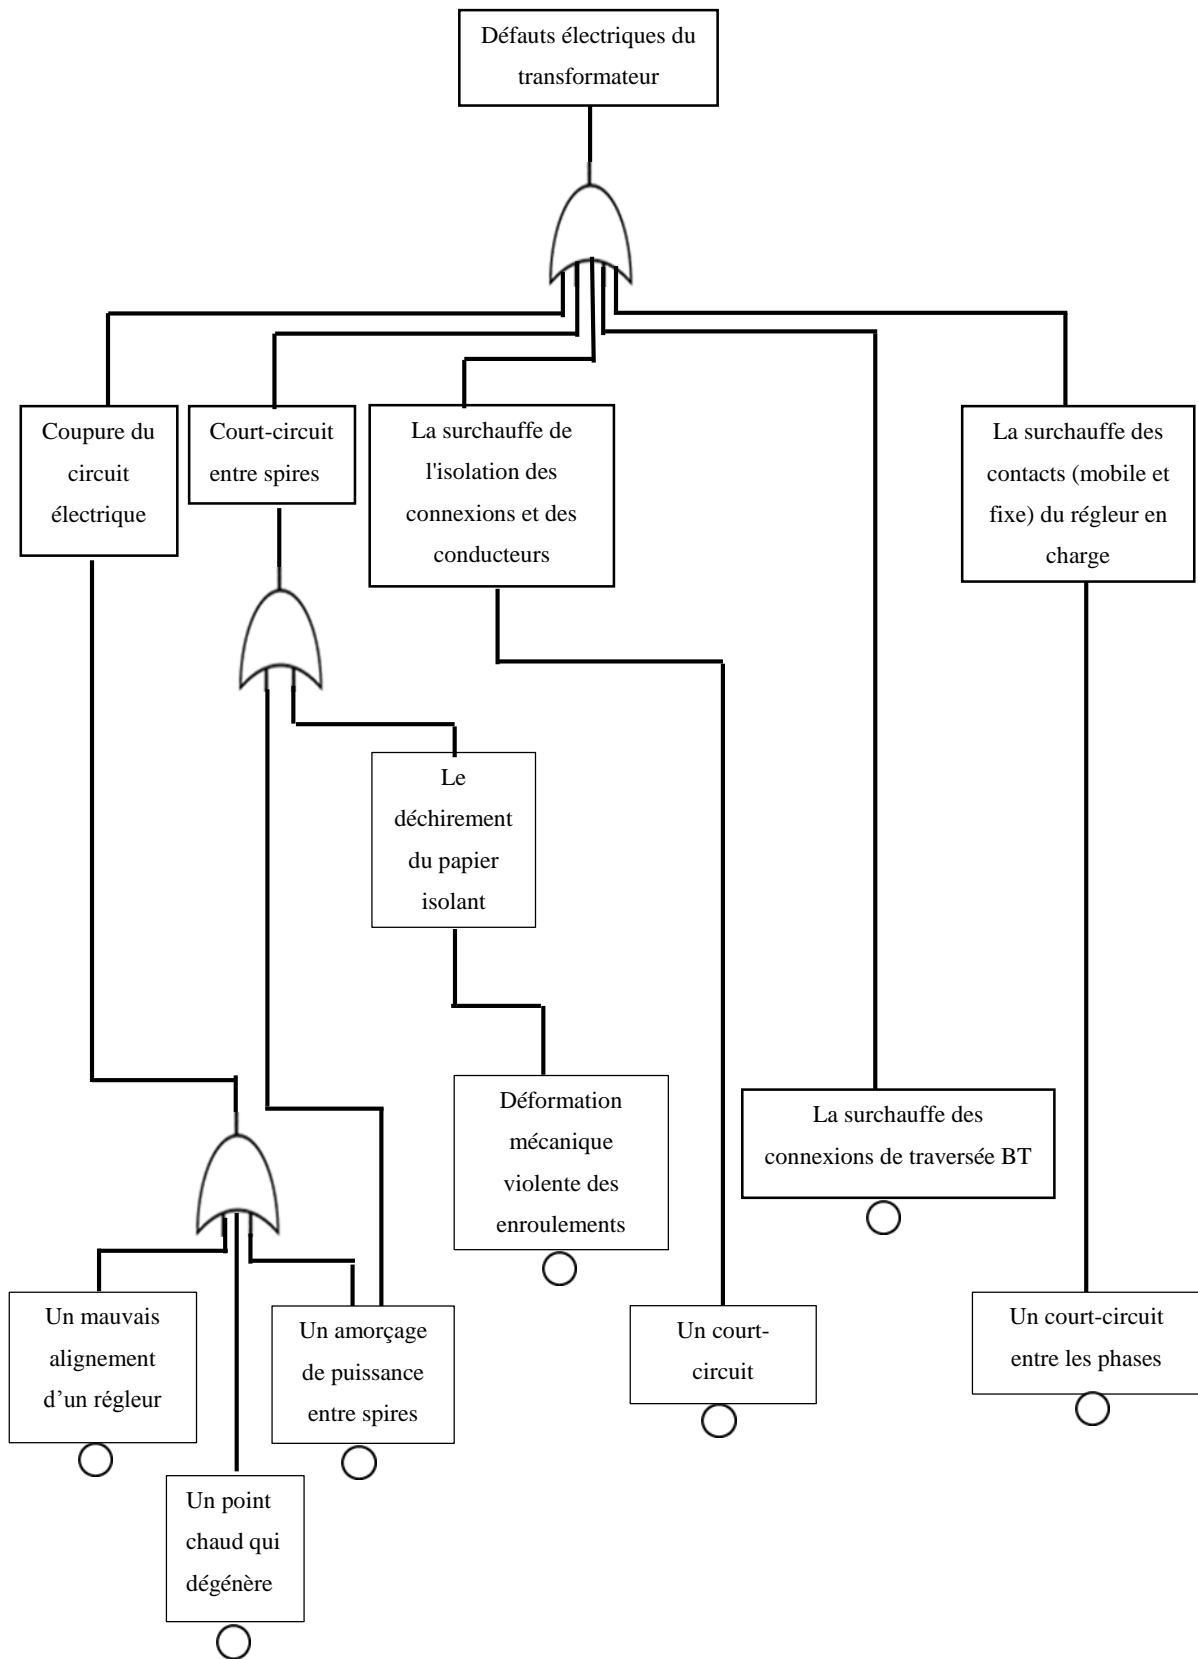 Défauts électriques du
transformateur
Coupure du
circuit
électrique
Court-circuit
entre spires
La surchauffe de
l'isolation des
connexions et des
conducteurs
La surchauffe des
contacts (mobile et
fixe) du régleur en
charge
Le
déchirement
du papier
isolant
Déformation
mécanique
violente des
enroulements
La surchauffe des
connexions de traversée BT
Un mauvais
alignement
d’un régleur
Un amorçage
de puissance
entre spires
Un court-
circuit
Un court-circuit
entre les phases
Un point
chaud qui
dégénère